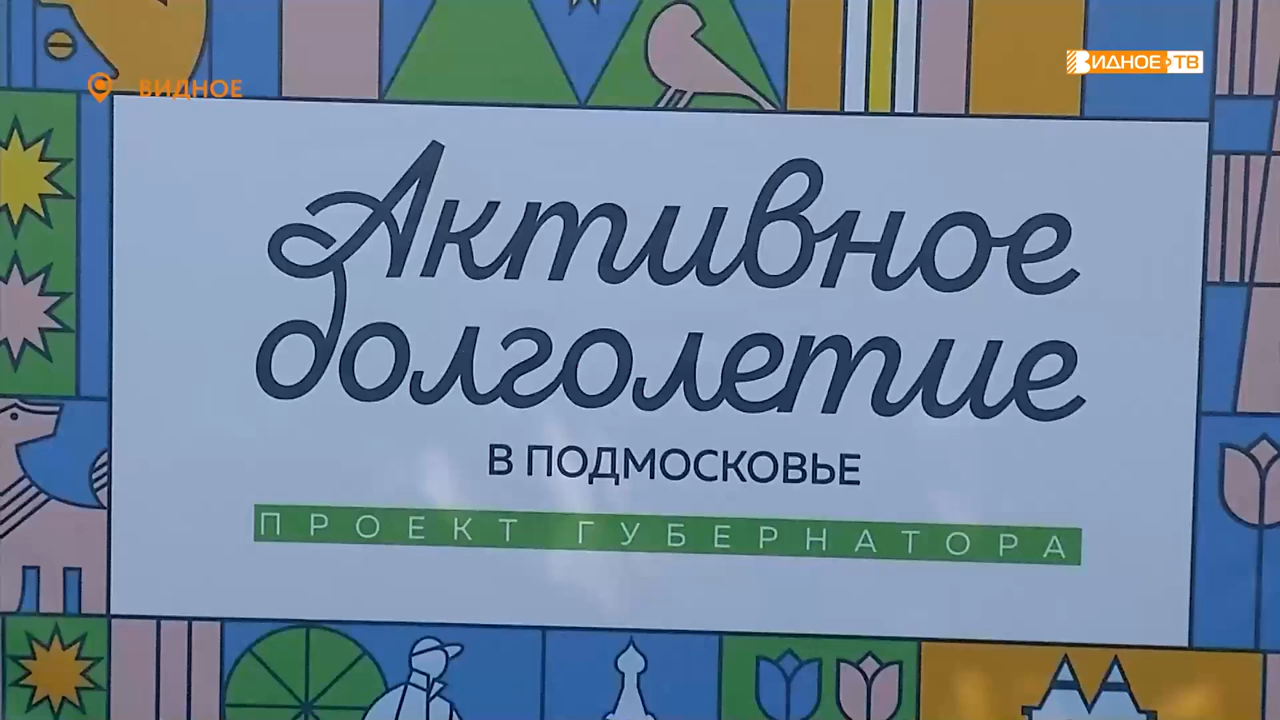 ВИДНОЕ
ВИДНОЕ ТВ
Активное
долголетие
В ПОДМОСКОВЬЕ
ПРОЕКТ ГУБЕРНАТОРА